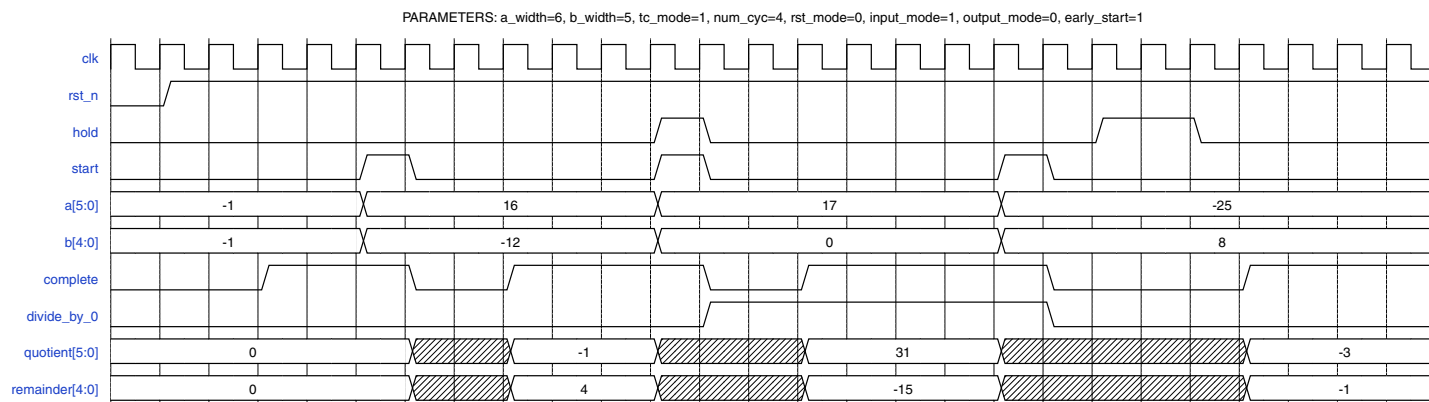 PARAMETERS: a_width=6, b_width=5, tc_mode=1, num_cyc=4, rst_mode=0, input_mode=1, output_mode=0, early_start=1
clk
rst_n
hold
start
a[5:0] -1 16 17 -25
b[4:0] -1 -12 0 8
complete
divide_by_0
quotient[5:0] 0 -1 31 -3
remainder[4:0] 0 4 -15 -1